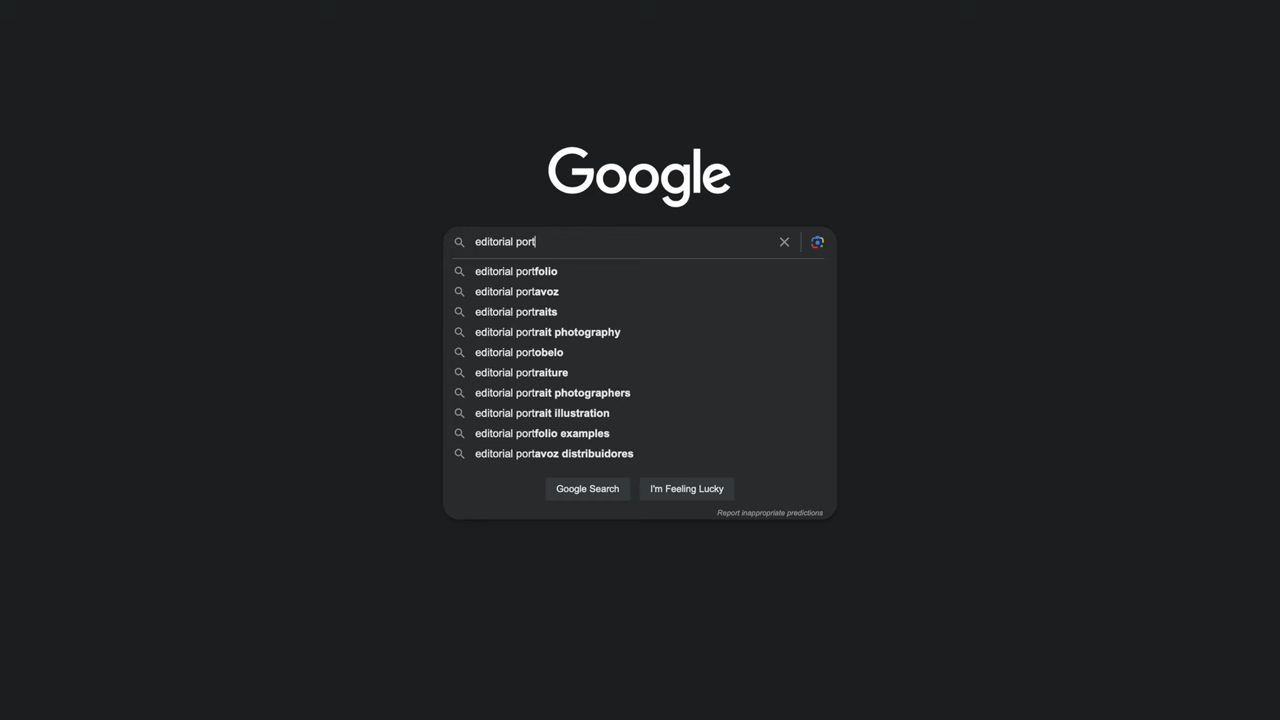 Google
editorial port
editorial portfolio
editorial portavoz
editorial portraits
editorial portrait photography
editorial portobelo
editorial portraiture
editorial portrait photographers
editorial portrait illustration
editorial portfolio examples
editorial portavoz distribuidores
Google Search
I'm Feeling Lucky
Report inappropriate predictions